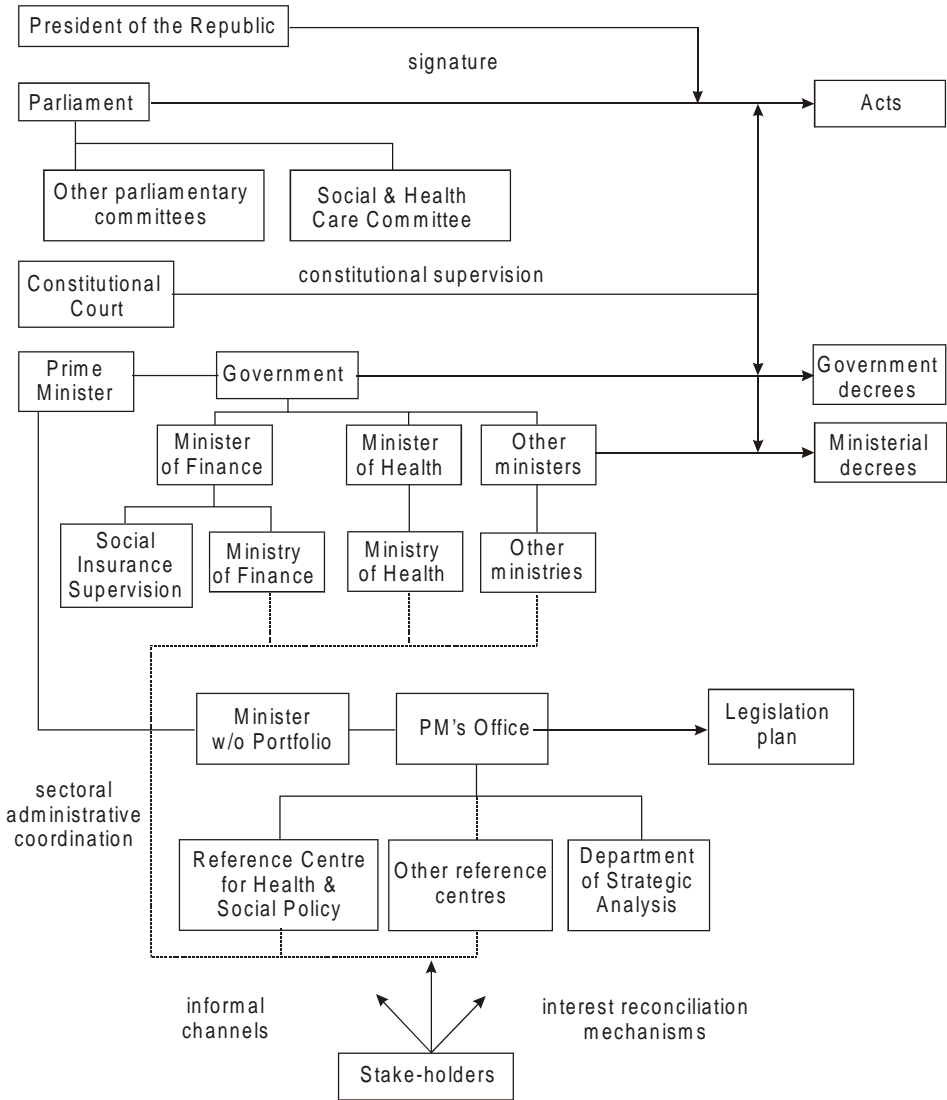 President of the Republic
signature
Parliament
Acts
Other parliamentary
committees
Social & Health
Care Committee
constitutional supervision
Constitutional
Court
Prime
Minister
Government
Government
decrees
Minister
of Finance
Minister
of Health
Other
ministers
Ministerial
decrees
Social
Insurance
Supervision
Ministry
of Finance
Ministry
of Health
Other
ministries
Minister
w/o Portfolio
PM's Office
Legislation
plan
sectoral
administrative
coordination
Reference Centre
for Health &
Social Policy
Other reference
centres
Department
of Strategic
Analysis
informal
channels
interest reconciliation
mechanisms
Stake-holders